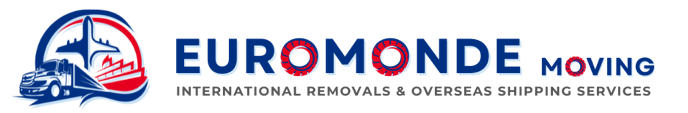 EUROMONDE MOVING
INTERNATIONAL REMOVALS & OVERSEAS SHIPPING SERVICES